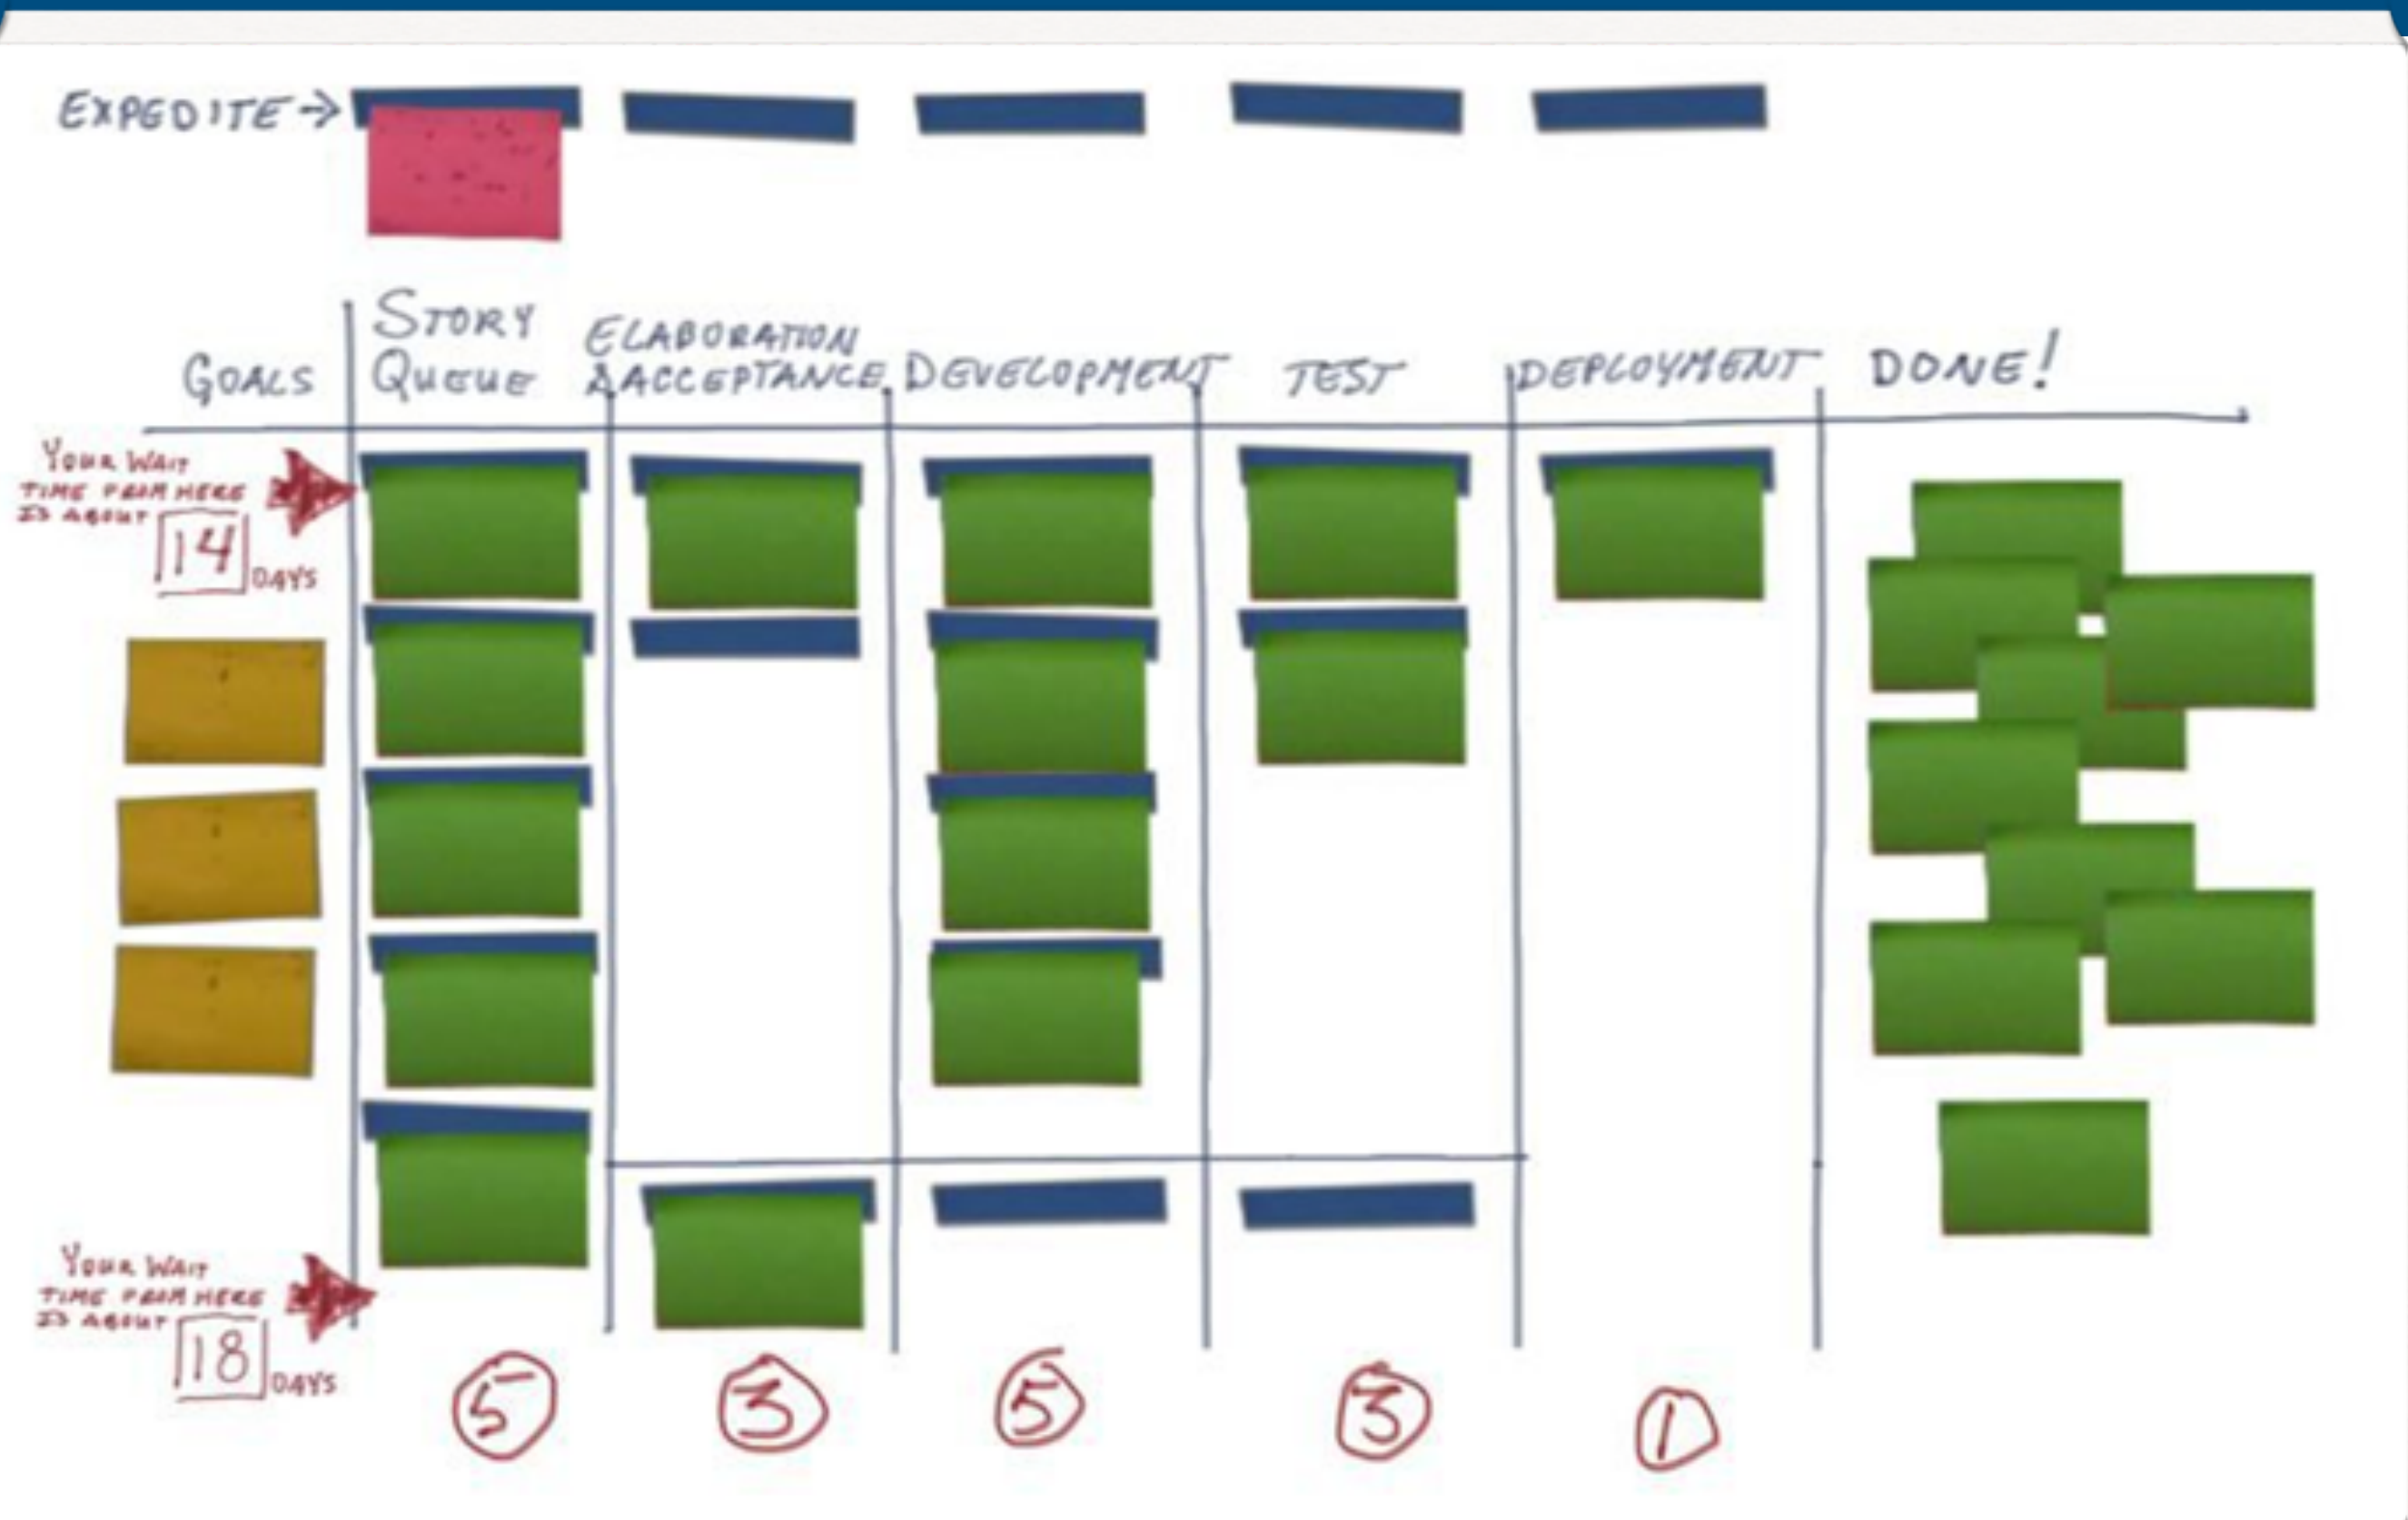 EXPEDITE →
GOALS
STORY
QUEUE
ELABORATION
& ACCEPTANCE
DEVELOPMENT
TEST
DEPLOYMENT
DONE!
YOUR WAIT
TIME FROM HERE
IS ABOUT
14
DAYS
YOUR WAIT
TIME FROM HERE
IS ABOUT
18
DAYS
5
3
5
3
1